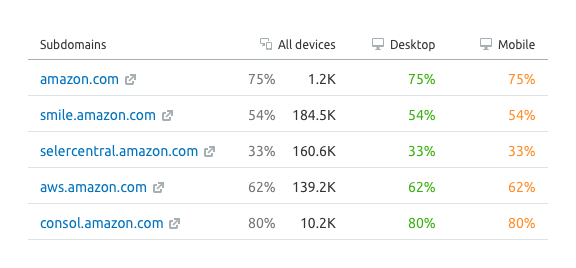 Subdomains All devices Desktop Mobile
amazon.com 75% 1.2K 75% 75%
smile.amazon.com 54% 184.5K 54% 54%
selercentral.amazon.com 33% 160.6K 33% 33%
aws.amazon.com 62% 139.2K 62% 62%
consol.amazon.com 80% 10.2K 80% 80%